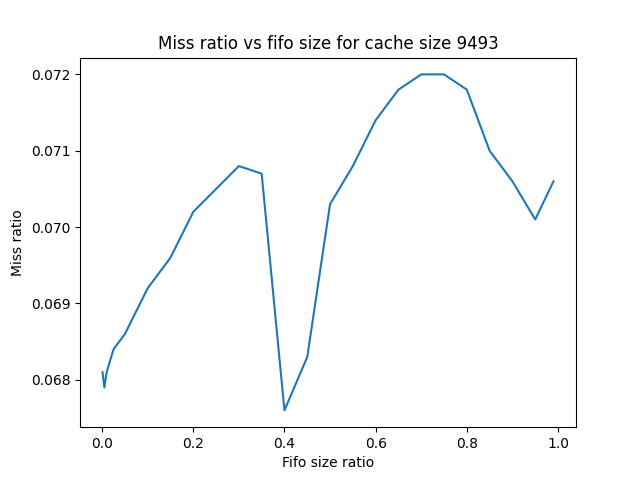 Miss ratio vs fifo size for cache size 9493
0.072
0.071
0.070
0.069
0.068
Miss ratio
0.0 0.2 0.4 0.6 0.8 1.0
Fifo size ratio